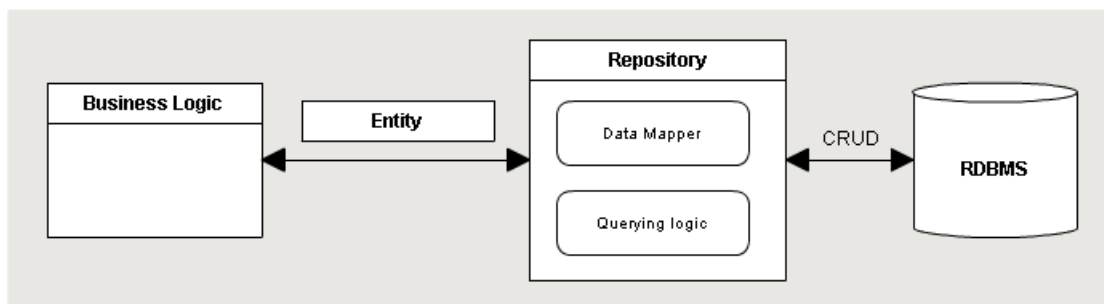 Business Logic
Entity
Repository
Data Mapper
Querying logic
CRUD
RDBMS